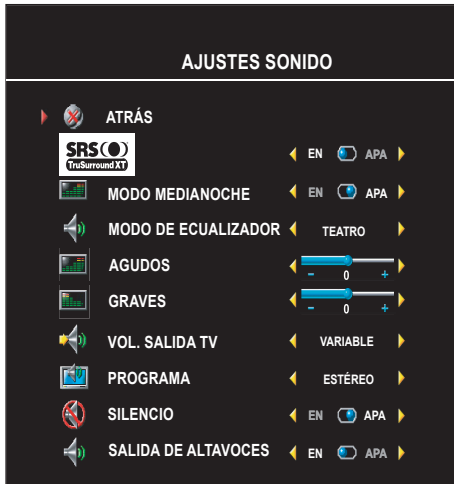 AJUSTES SONIDO
ATRÁS
SRS
TruSurround XT
EN APA
MODO MEDIANOCHE EN APA
MODO DE ECUALIZADOR TEATRO
AGUDOS - 0 +
GRAVES - 0 +
VOL. SALIDA TV VARIABLE
PROGRAMA ESTÉREO
SILENCIO EN APA
SALIDA DE ALTAVOCES EN APA